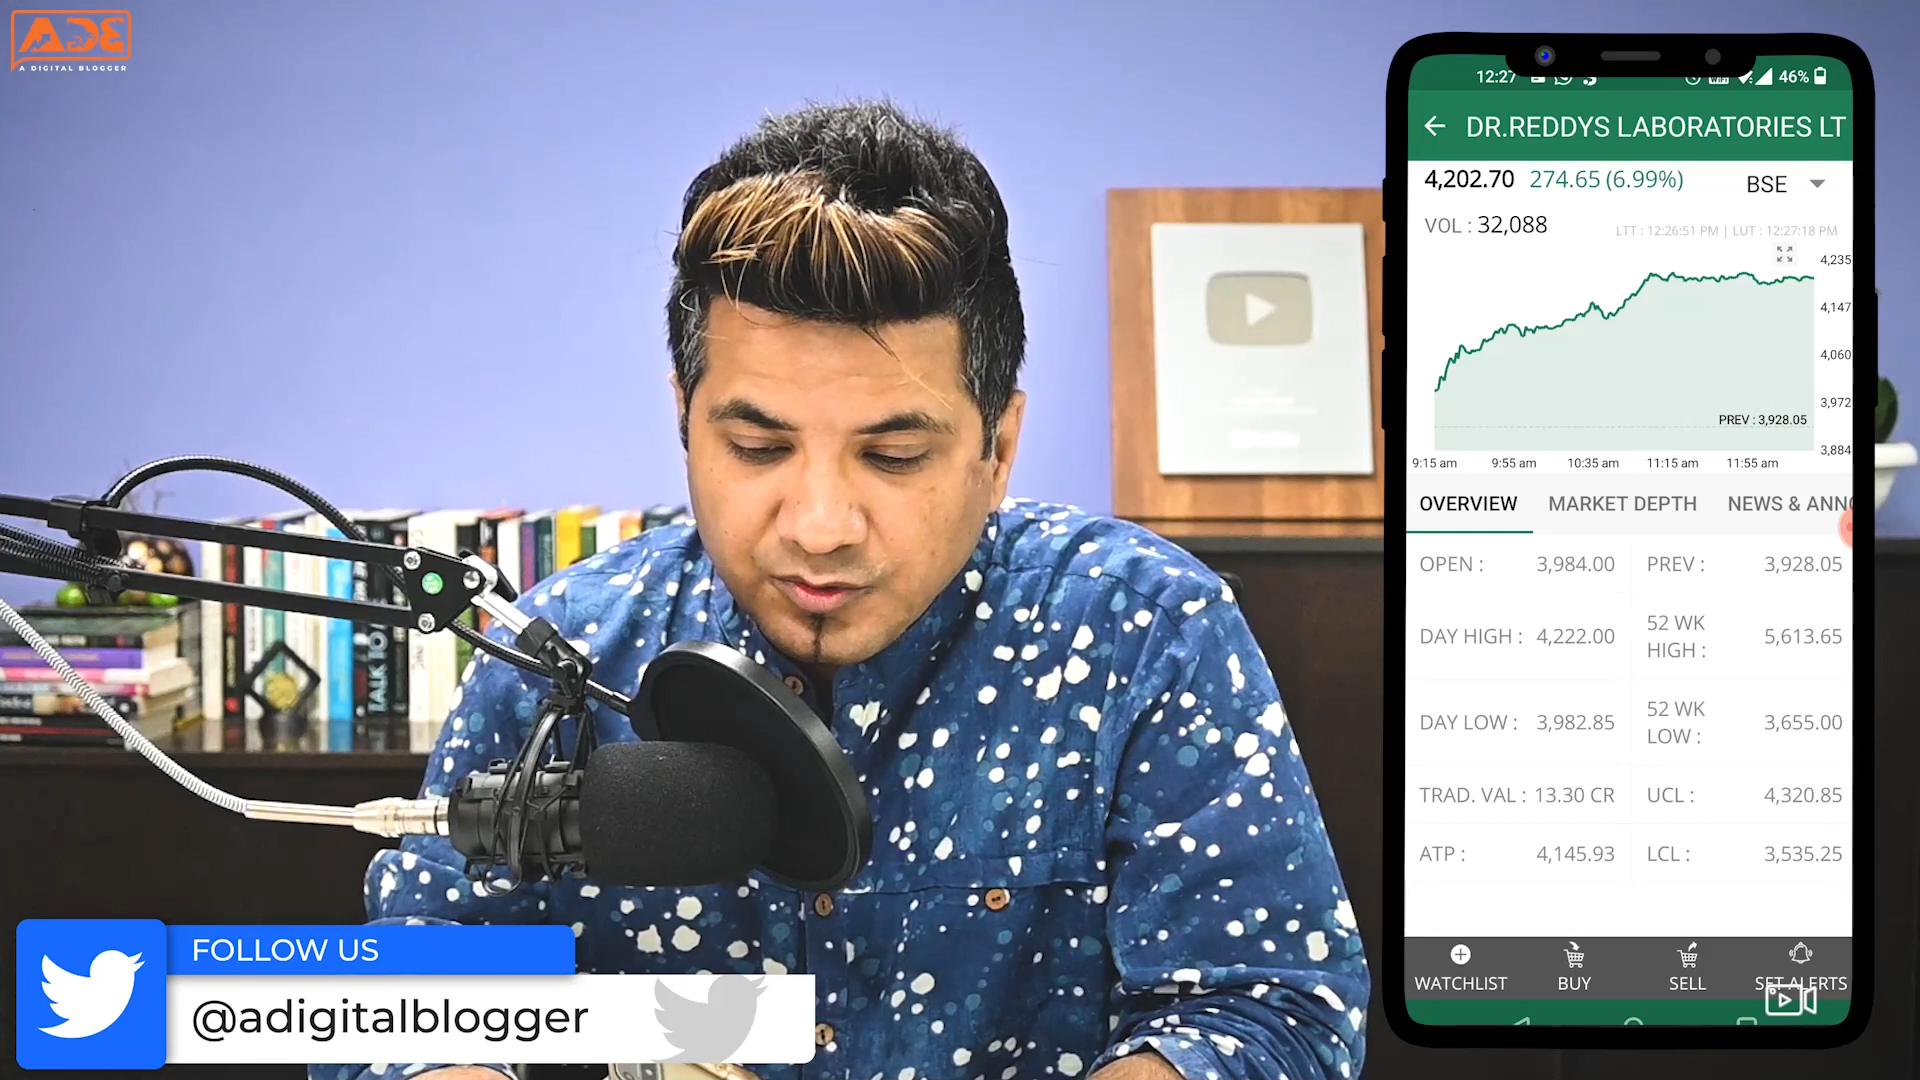 ADE
A DIGITAL BLOGGER
TALK TO
FOLLOW US
@adigitalblogger
12:27
46%
DR.REDDYS LABORATORIES LT
4,202.70 274.65 (6.99%)
BSE
VOL : 32,088
LTT : 12:26:51 PM | LUT : 12:27:18 PM
4,235
4,147
4,060
3,972
PREV : 3,928.05
3,884
9:15 am 9:55 am 10:35 am 11:15 am 11:55 am
OVERVIEW MARKET DEPTH NEWS & ANNO
OPEN : 3,984.00 PREV : 3,928.05
DAY HIGH : 4,222.00 52 WK HIGH : 5,613.65
DAY LOW : 3,982.85 52 WK LOW : 3,655.00
TRAD. VAL : 13.30 CR UCL : 4,320.85
ATP : 4,145.93 LCL : 3,535.25
WATCHLIST BUY SELL SET ALERTS